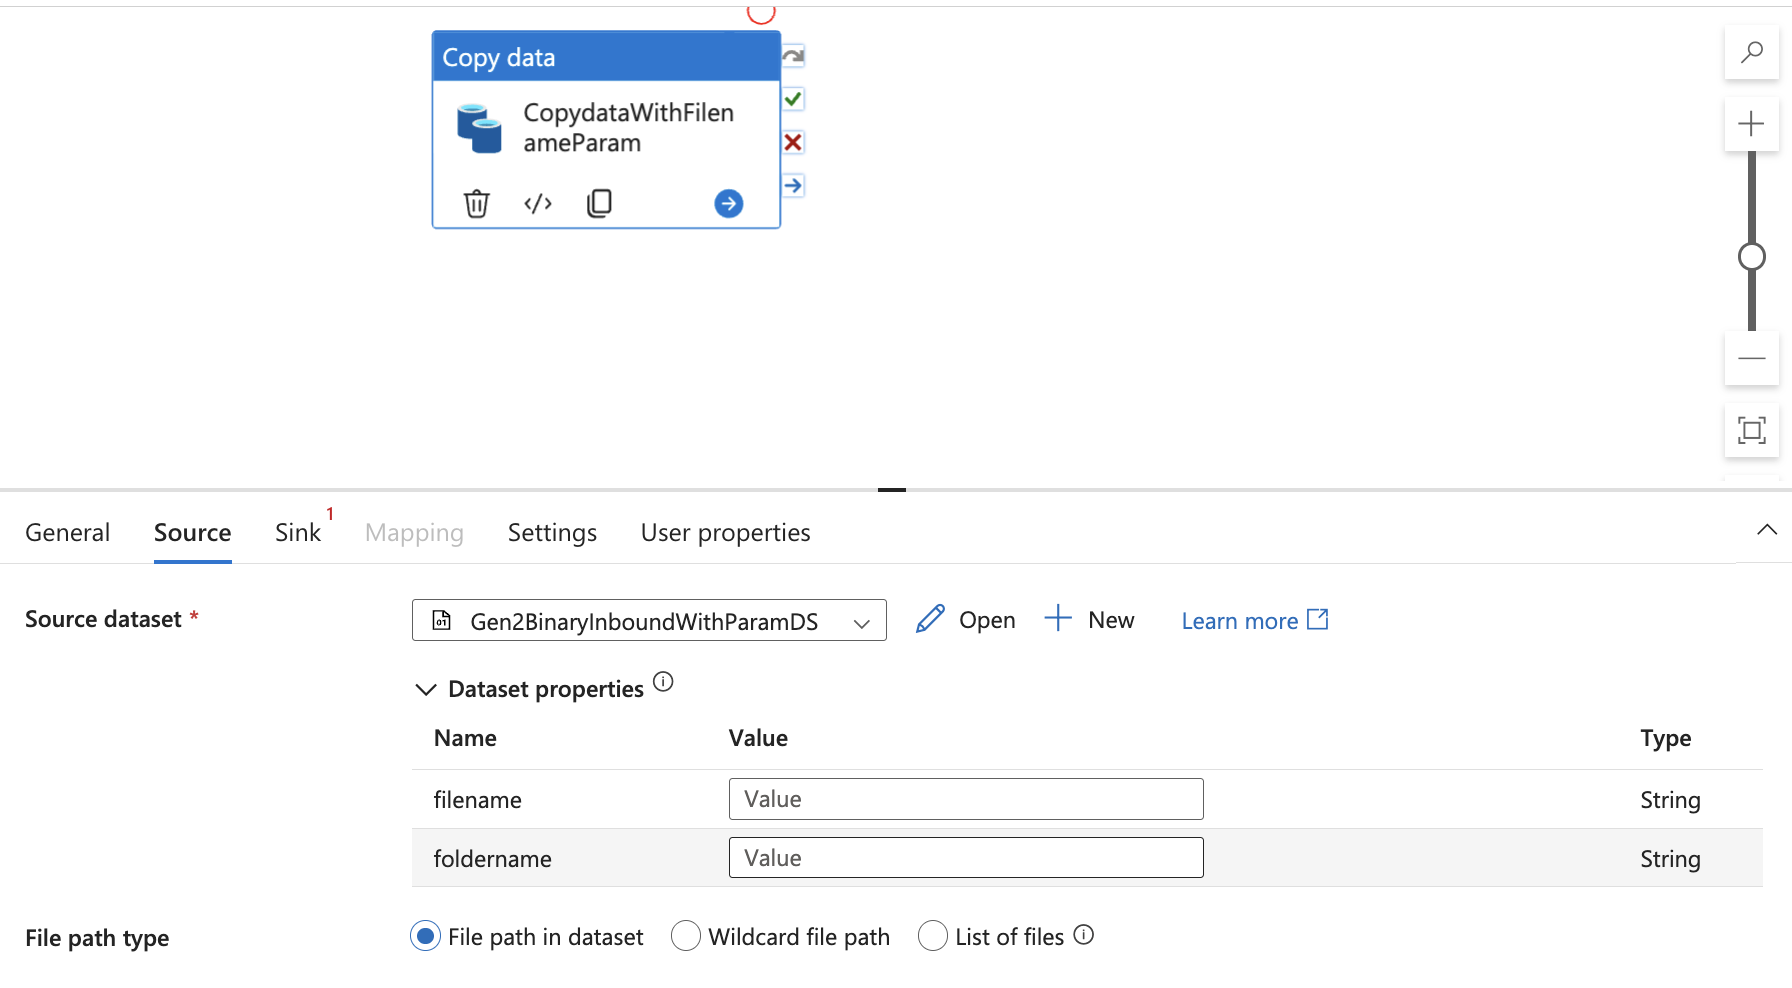 Copy data
CopydataWithFilen
ameParam
General Source Sink 1 Mapping Settings User properties
Source dataset * Gen2BinaryInboundWithParamDS Open New Learn more
Dataset properties
Name Value Type
filename Value String
foldername Value String
File path type File path in dataset Wildcard file path List of files